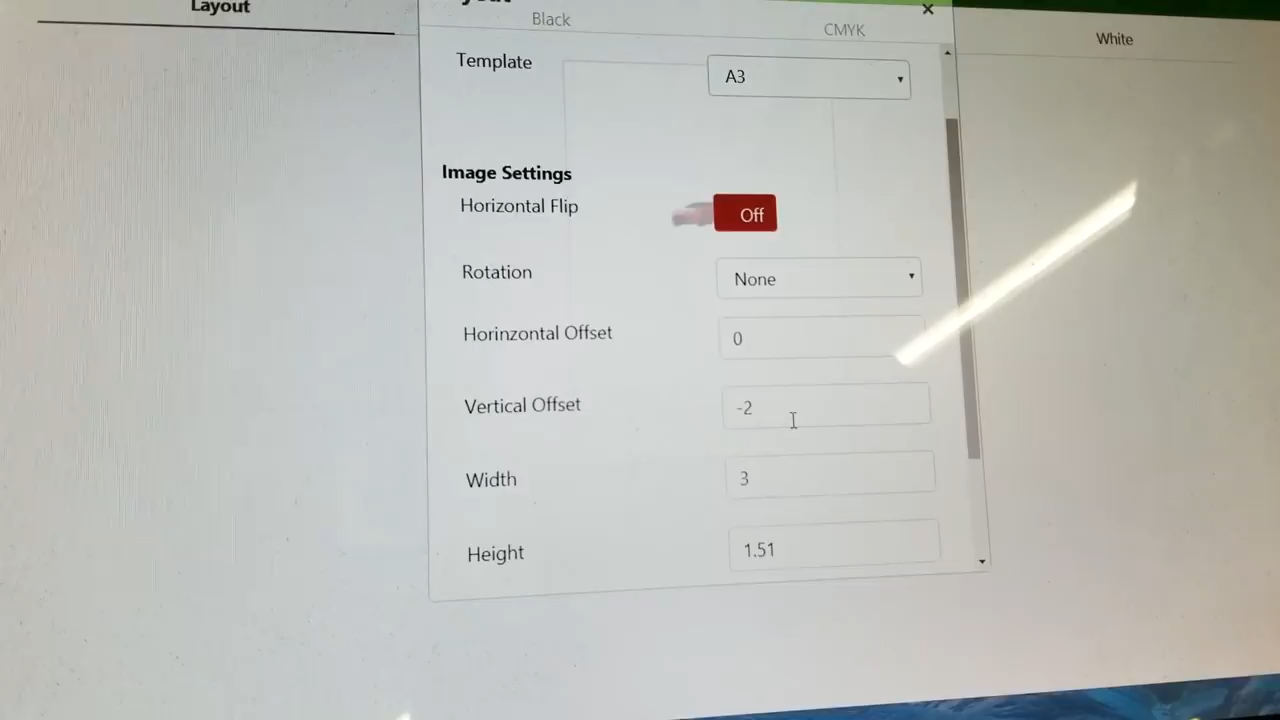 Layout
Black
CMYK
White
Template
A3
Image Settings
Horizontal Flip
Off
Rotation
None
Horinzontal Offset
0
Vertical Offset
-2
Width
3
Height
1.51